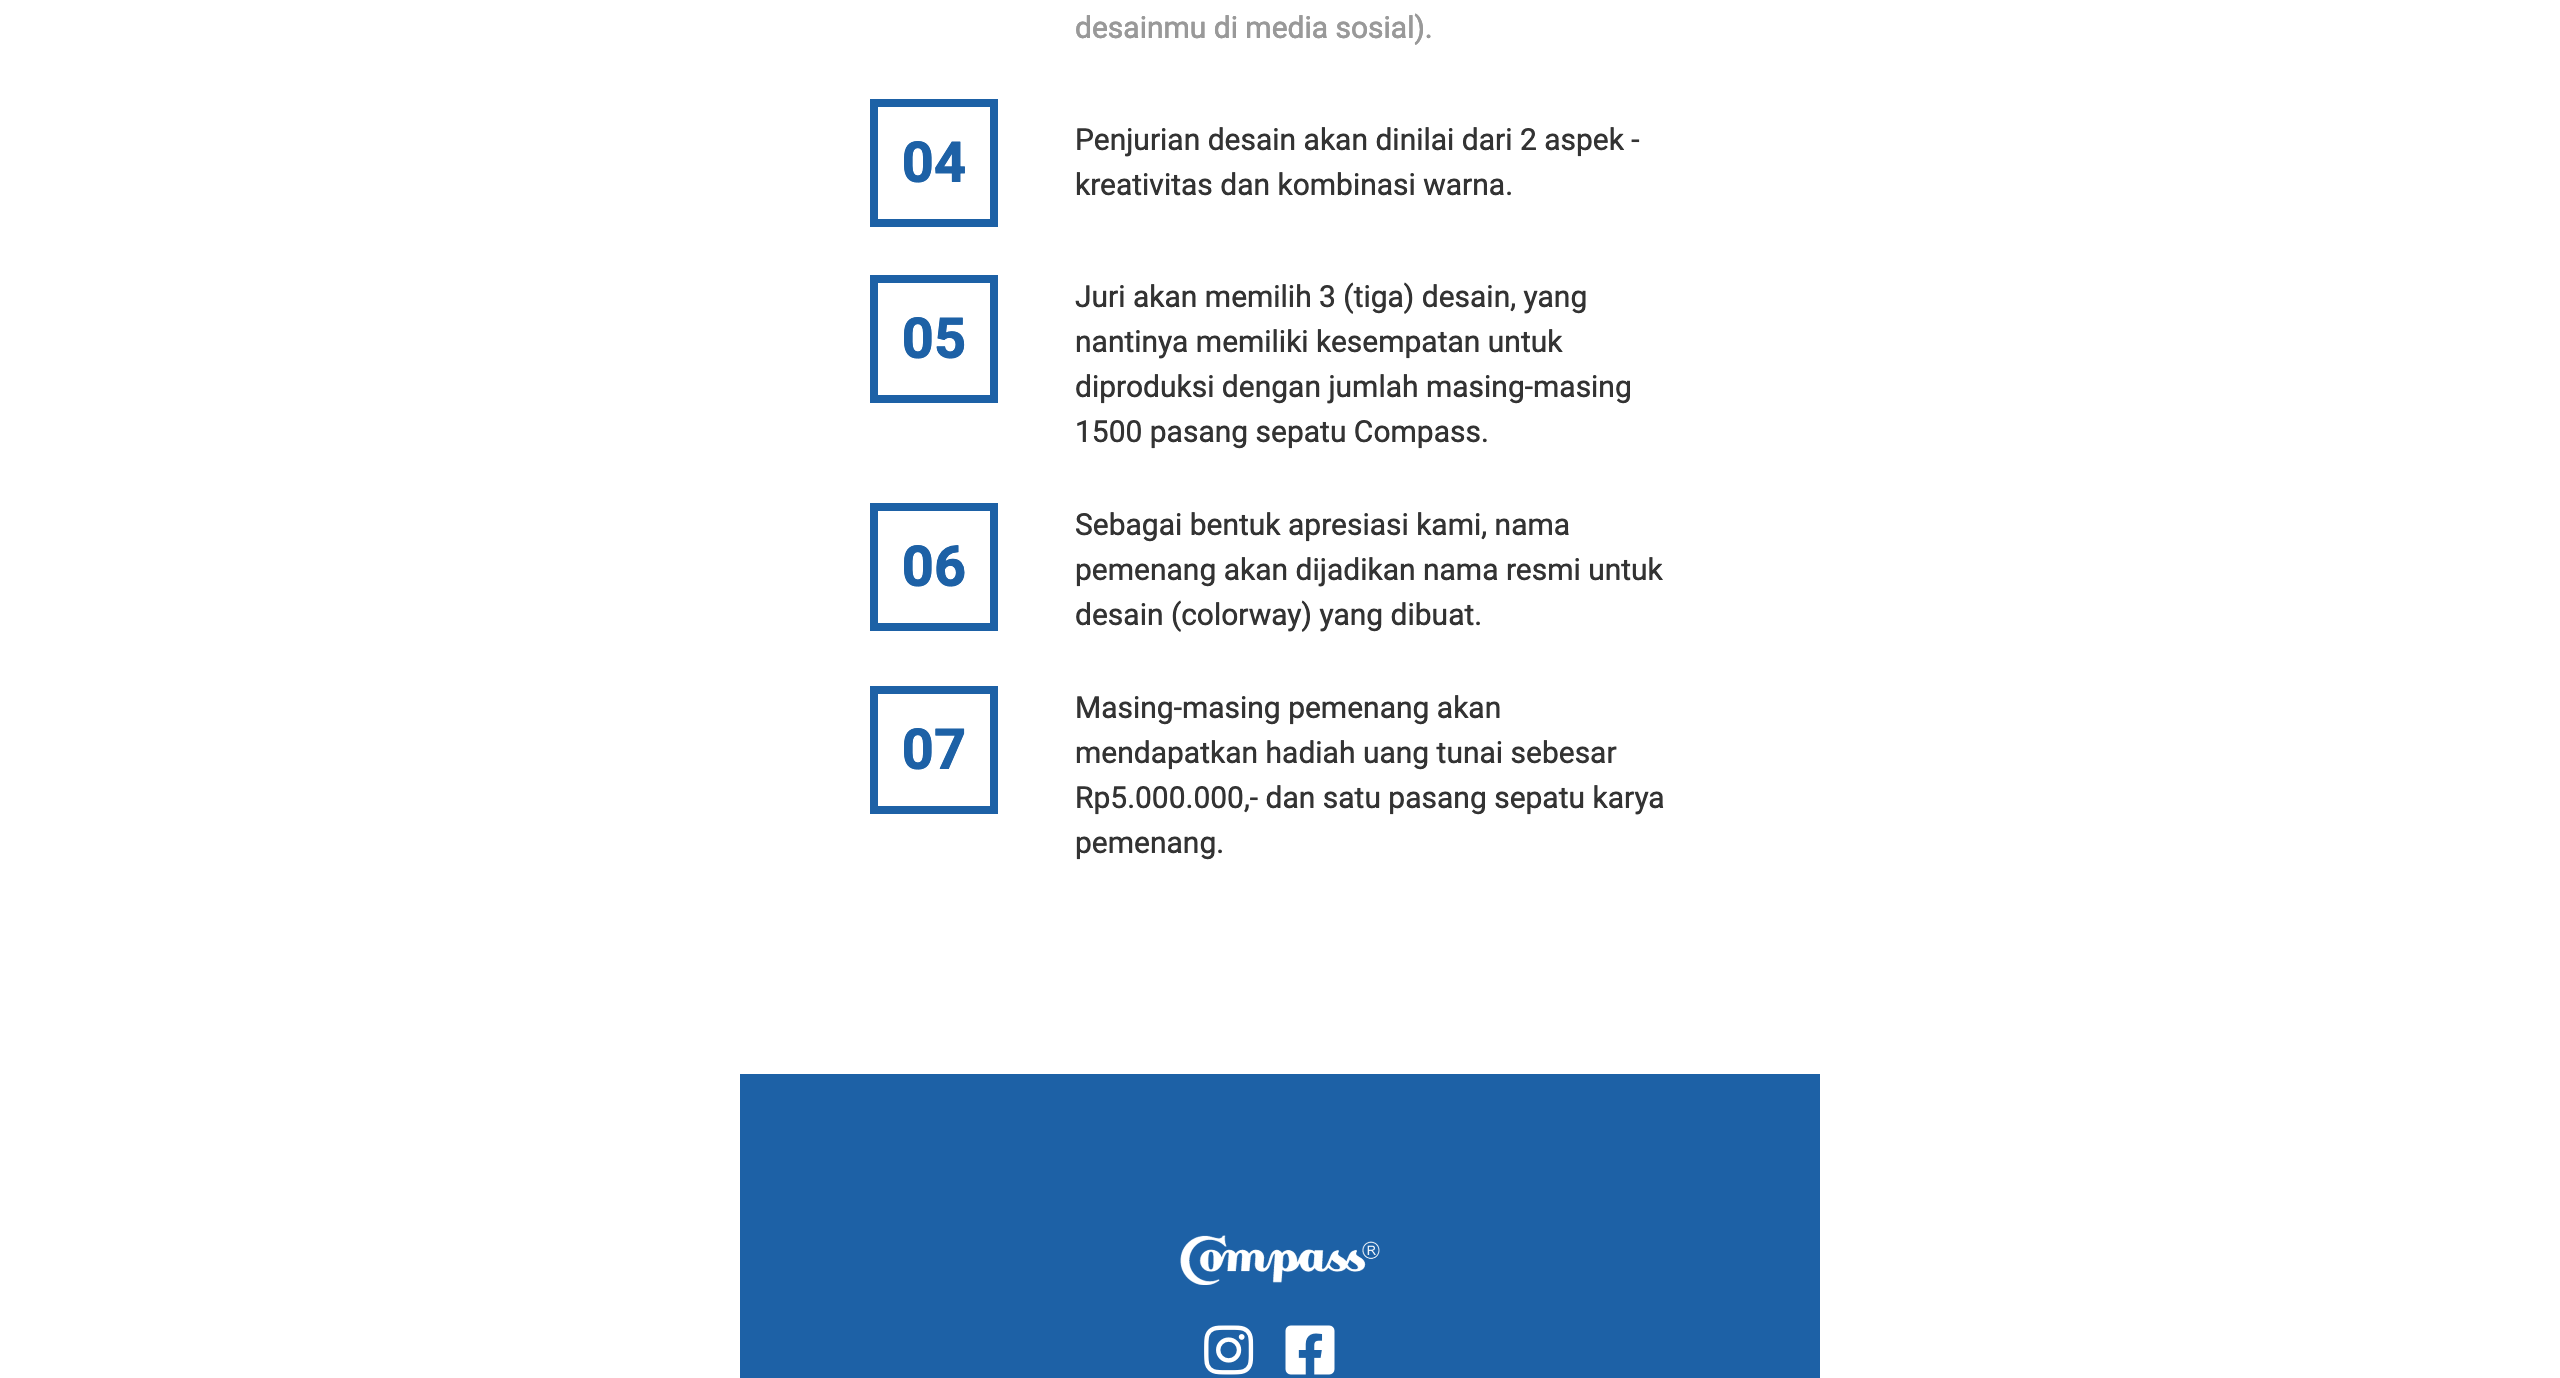 desainmu di media sosial).
04
Penjurian desain akan dinilai dari 2 aspek -
kreativitas dan kombinasi warna.
05
Juri akan memilih 3 (tiga) desain, yang
nantinya memiliki kesempatan untuk
diproduksi dengan jumlah masing-masing
1500 pasang sepatu Compass.
06
Sebagai bentuk apresiasi kami, nama
pemenang akan dijadikan nama resmi untuk
desain (colorway) yang dibuat.
07
Masing-masing pemenang akan
mendapatkan hadiah uang tunai sebesar
Rp5.000.000,- dan satu pasang sepatu karya
pemenang.
Compass®